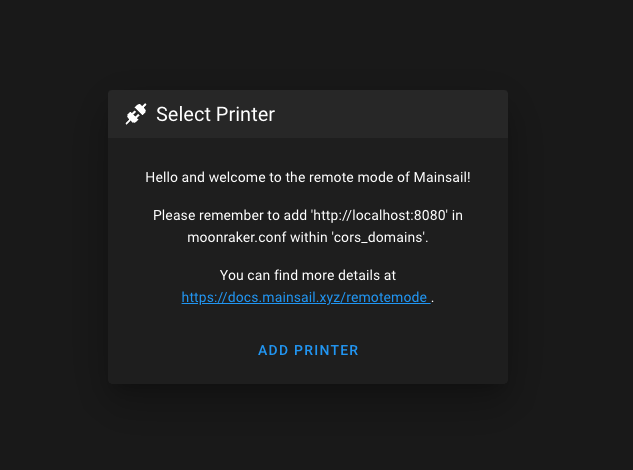 Select Printer
Hello and welcome to the remote mode of Mainsail!
Please remember to add 'http://localhost:8080' in
moonraker.conf within 'cors_domains'.
You can find more details at
https://docs.mainsail.xyz/remotemode .
ADD PRINTER